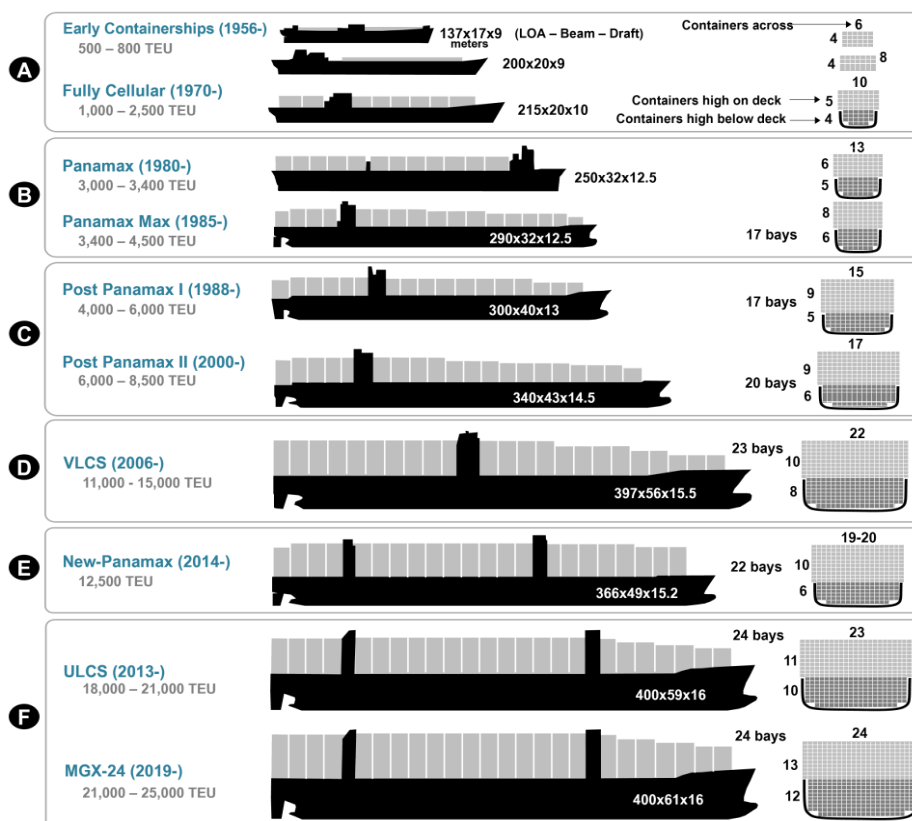 Early Containerships (1956-)
500 – 800 TEU
137x17x9 (LOA – Beam – Draft)
meters
200x20x9
Containers across 6
4
4 8
A
Fully Cellular (1970-)
1,000 – 2,500 TEU
215x20x10
10
Containers high on deck 5
Containers high below deck 4
B
Panamax (1980-)
3,000 – 3,400 TEU
250x32x12.5
13
6
5
Panamax Max (1985-)
3,400 – 4,500 TEU
290x32x12.5
17 bays
8
6
C
Post Panamax I (1988-)
4,000 – 6,000 TEU
300x40x13
17 bays
15
9
5
Post Panamax II (2000-)
6,000 – 8,500 TEU
340x43x14.5
20 bays
17
9
6
D
VLCS (2006-)
11,000 - 15,000 TEU
397x56x15.5
23 bays
22
10
8
E
New-Panamax (2014-)
12,500 TEU
366x49x15.2
22 bays
19-20
10
6
F
ULCS (2013-)
18,000 – 21,000 TEU
400x59x16
24 bays
23
11
10
MGX-24 (2019-)
21,000 – 25,000 TEU
400x61x16
24 bays
24
13
12